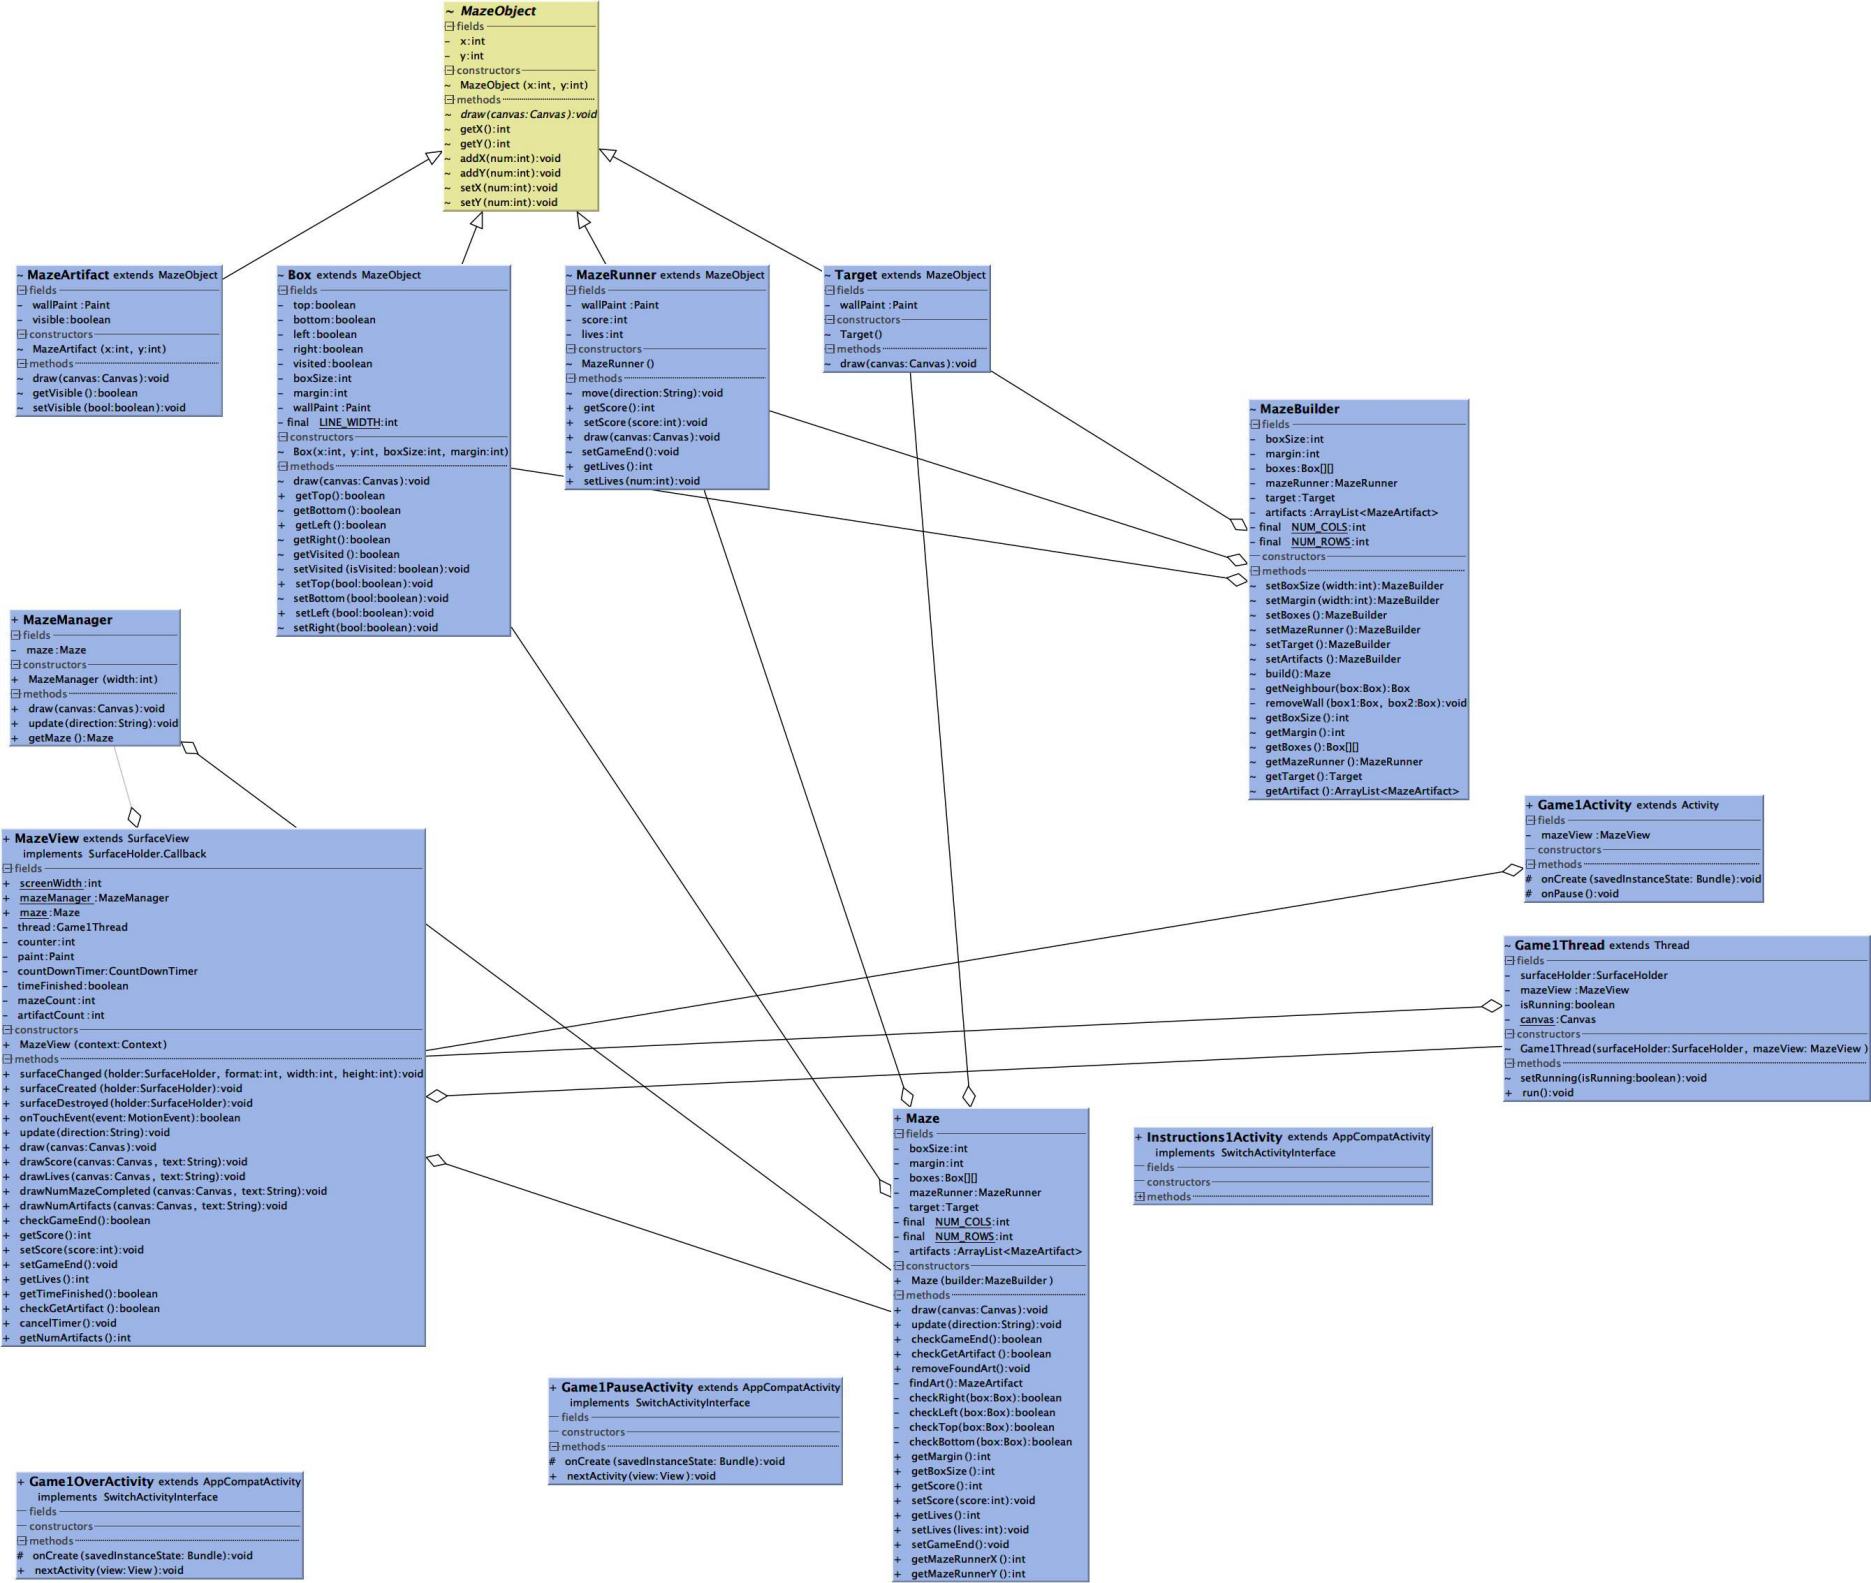 ~ MazeObject
fields
- x:int
- y:int
constructors
~ MazeObject (x:int, y:int)
methods
~ draw(canvas:Canvas):void
~ getX():int
~ getY():int
~ addX(num:int):void
~ addY(num:int):void
~ setX(num:int):void
~ setY(num:int):void
~ MazeArtifact extends MazeObject
fields
- wallPaint :Paint
- visible:boolean
constructors
~ MazeArtifact (x:int, y:int)
methods
~ draw(canvas:Canvas):void
~ getVisible ():boolean
~ setVisible (bool:boolean):void
~ Box extends MazeObject
fields
- top:boolean
- bottom:boolean
- left:boolean
- right:boolean
- visited:boolean
- boxSize:int
- margin:int
- wallPaint :Paint
- final LINE_WIDTH:int
constructors
~ Box(x:int, y:int, boxSize:int, margin:int)
methods
~ draw(canvas:Canvas):void
+ getTop():boolean
~ getBottom():boolean
+ getLeft():boolean
~ getRight():boolean
~ getVisited ():boolean
~ setVisited (isVisited: boolean):void
+ setTop(bool:boolean):void
~ setBottom(bool:boolean):void
+ setLeft(bool:boolean):void
~ setRight(bool:boolean):void
~ MazeRunner extends MazeObject
fields
- wallPaint :Paint
- score:int
- lives:int
constructors
~ MazeRunner ()
methods
~ move(direction:String):void
+ getScore():int
+ setScore(score:int):void
+ draw(canvas:Canvas):void
~ setGameEnd():void
+ getLives():int
+ setLives(num:int):void
~ Target extends MazeObject
fields
- wallPaint :Paint
constructors
~ Target()
methods
~ draw(canvas:Canvas):void
~ MazeBuilder
fields
- boxSize:int
- margin:int
- boxes:Box[][]
- mazeRunner:MazeRunner
- target:Target
- artifacts :ArrayList<MazeArtifact>
- final NUM_COLS:int
- final NUM_ROWS:int
constructors
methods
~ setBoxSize(width:int):MazeBuilder
~ setMargin(width:int):MazeBuilder
~ setBoxes():MazeBuilder
~ setMazeRunner():MazeBuilder
~ setTarget():MazeBuilder
~ setArtifacts ():MazeBuilder
~ build():Maze
- getNeighbour(box:Box):Box
- removeWall (box1:Box, box2:Box):void
~ getBoxSize():int
~ getMargin():int
~ getBoxes():Box[][]
~ getMazeRunner():MazeRunner
~ getTarget():Target
~ getArtifact ():ArrayList<MazeArtifact>
+ MazeManager
fields
- maze:Maze
constructors
+ MazeManager (width:int)
methods
+ draw(canvas:Canvas):void
+ update(direction:String):void
+ getMaze ():Maze
+ MazeView extends SurfaceView
implements SurfaceHolder.Callback
fields
+ screenWidth:int
+ mazeManager :MazeManager
+ maze:Maze
- thread:Game1Thread
- counter:int
- paint:Paint
- countDownTimer:CountDownTimer
- timeFinished:boolean
- mazeCount:int
- artifactCount :int
constructors
+ MazeView (context:Context)
methods
+ surfaceChanged(holder:SurfaceHolder, format:int, width:int, height:int):void
+ surfaceCreated (holder:SurfaceHolder):void
+ surfaceDestroyed (holder:SurfaceHolder):void
+ onTouchEvent(event:MotionEvent):boolean
+ update(direction:String):void
+ draw(canvas:Canvas):void
+ drawScore(canvas:Canvas, text:String):void
+ drawLives(canvas:Canvas, text:String):void
+ drawNumMazeCompleted (canvas:Canvas, text:String):void
+ drawNumArtifacts (canvas:Canvas, text:String):void
+ checkGameEnd():boolean
+ getScore():int
+ setScore(score:int):void
+ setGameEnd():void
+ getLives():int
+ getTimeFinished():boolean
+ checkGetArtifact ():boolean
+ cancelTimer():void
+ getNumArtifacts ():int
+ Game1Activity extends Activity
fields
- mazeView :MazeView
constructors
methods
# onCreate (savedInstanceState: Bundle):void
# onPause():void
~ Game1Thread extends Thread
fields
- surfaceHolder:SurfaceHolder
- mazeView :MazeView
- isRunning:boolean
- canvas:Canvas
constructors
~ Game1Thread(surfaceHolder:SurfaceHolder, mazeView: MazeView )
methods
~ setRunning(isRunning:boolean):void
+ run():void
+ Maze
fields
- boxSize:int
- margin:int
- boxes:Box[][]
- mazeRunner:MazeRunner
- target:Target
- final NUM_COLS:int
- final NUM_ROWS:int
- artifacts :ArrayList<MazeArtifact>
constructors
+ Maze (builder:MazeBuilder )
methods
+ draw(canvas:Canvas):void
+ update(direction:String):void
+ checkGameEnd():boolean
+ checkGetArtifact ():boolean
+ removeFoundArt():void
- findArt():MazeArtifact
- checkRight(box:Box):boolean
- checkLeft(box:Box):boolean
- checkTop(box:Box):boolean
- checkBottom (box:Box):boolean
+ getMargin():int
+ getBoxSize():int
+ getScore():int
+ setScore(score:int):void
+ getLives():int
+ setLives(lives:int):void
+ setGameEnd():void
+ getMazeRunnerX ():int
+ getMazeRunnerY ():int
+ Instructions1Activity extends AppCompatActivity
implements SwitchActivityInterface
fields
constructors
methods
+ Game1PauseActivity extends AppCompatActivity
implements SwitchActivityInterface
fields
constructors
methods
# onCreate (savedInstanceState: Bundle):void
+ nextActivity(view:View):void
+ Game1OverActivity extends AppCompatActivity
implements SwitchActivityInterface
fields
constructors
methods
# onCreate (savedInstanceState: Bundle):void
+ nextActivity(view:View):void